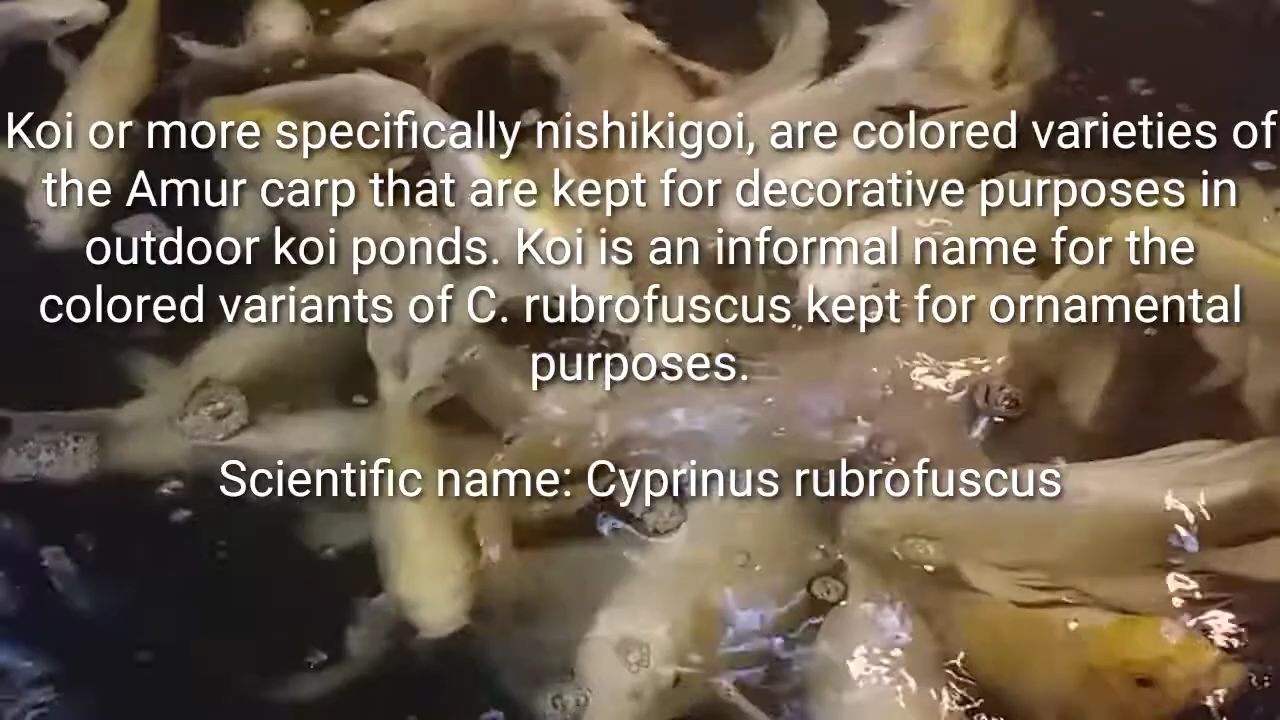 Koi or more specifically nishikigoi, are colored varieties of
the Amur carp that are kept for decorative purposes in
outdoor koi ponds. Koi is an informal name for the
colored variants of C. rubrofuscus kept for ornamental
purposes.
Scientific name: Cyprinus rubrofuscus